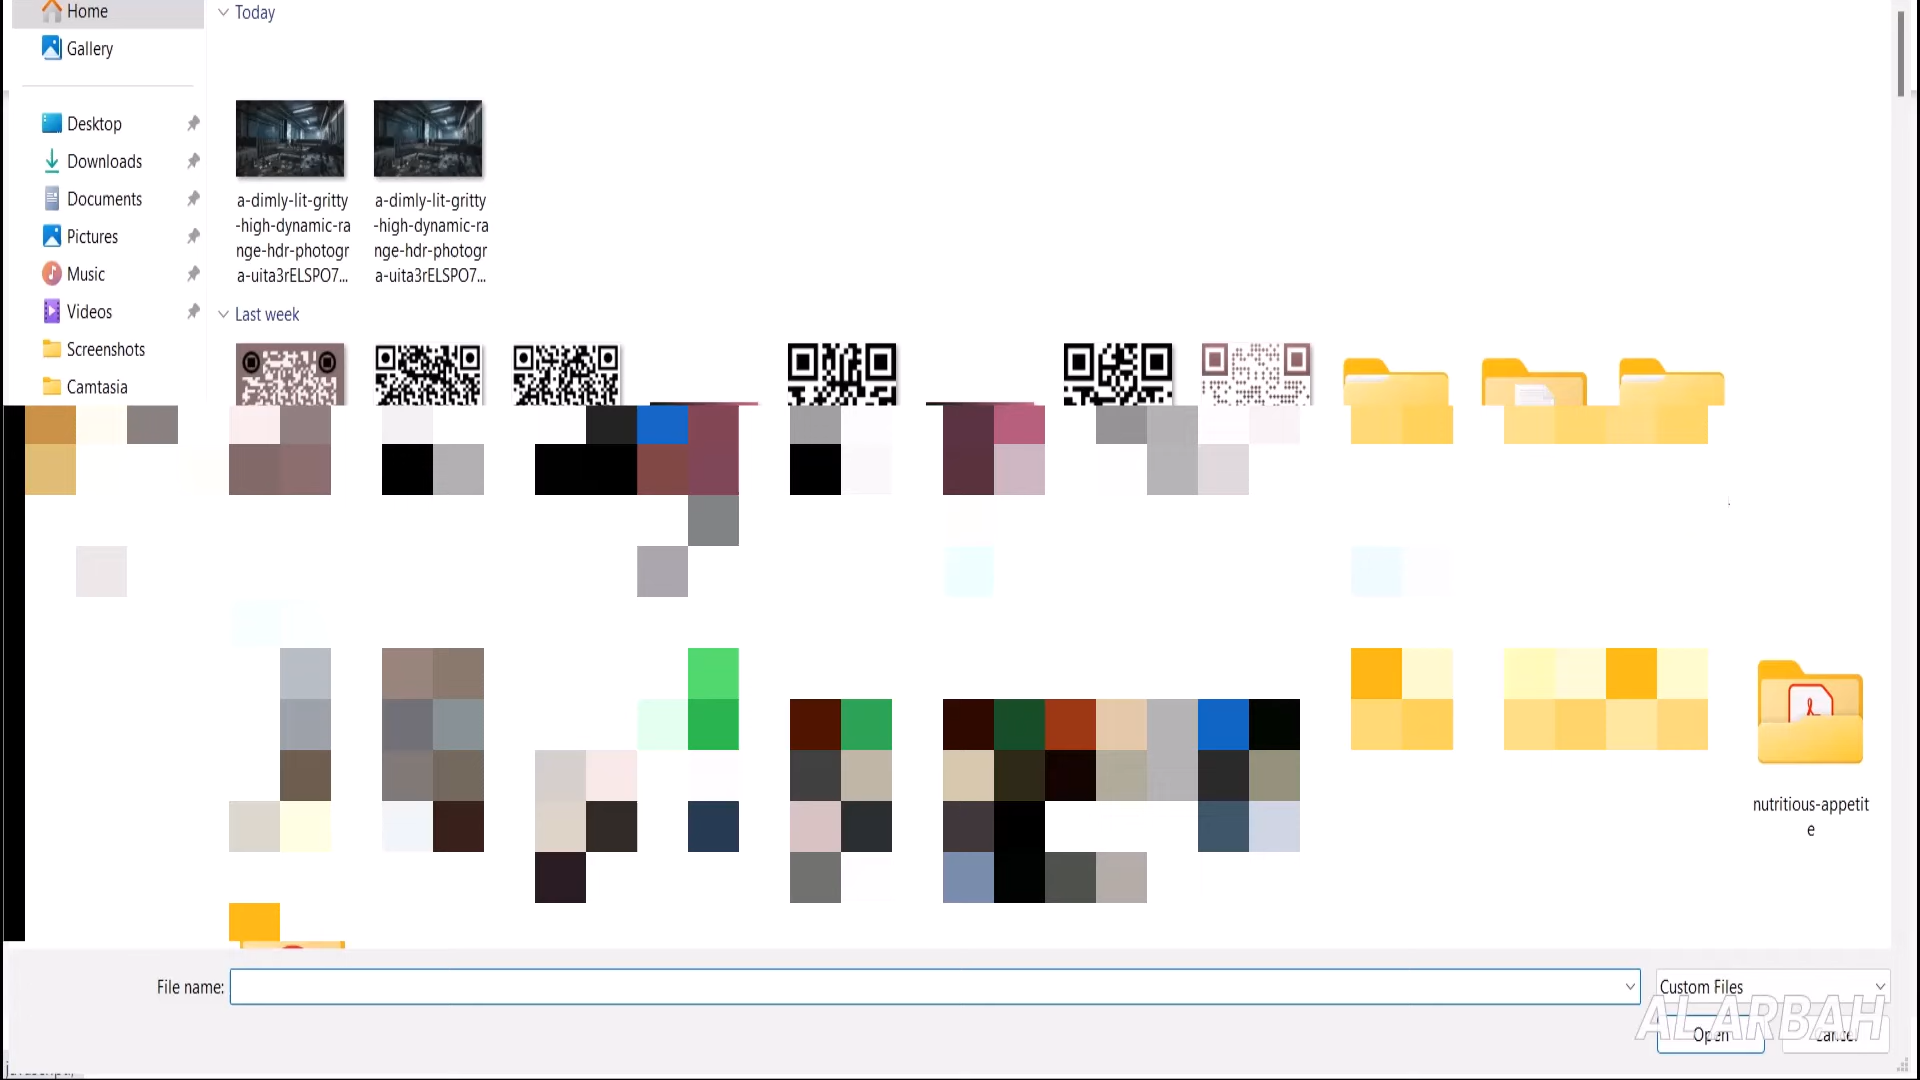 Home
Gallery
Desktop
Downloads
Documents
Pictures
Music
Videos
Screenshots
Camtasia
Today
a-dimly-lit-gritty
-high-dynamic-ra
nge-hdr-photogr
a-uita3rELSPO7...
a-dimly-lit-gritty
-high-dynamic-ra
nge-hdr-photogr
a-uita3rELSPO7...
Last week
nutritious-appetit
e
File name:
Custom Files
ALARBAH
Open
Cancel